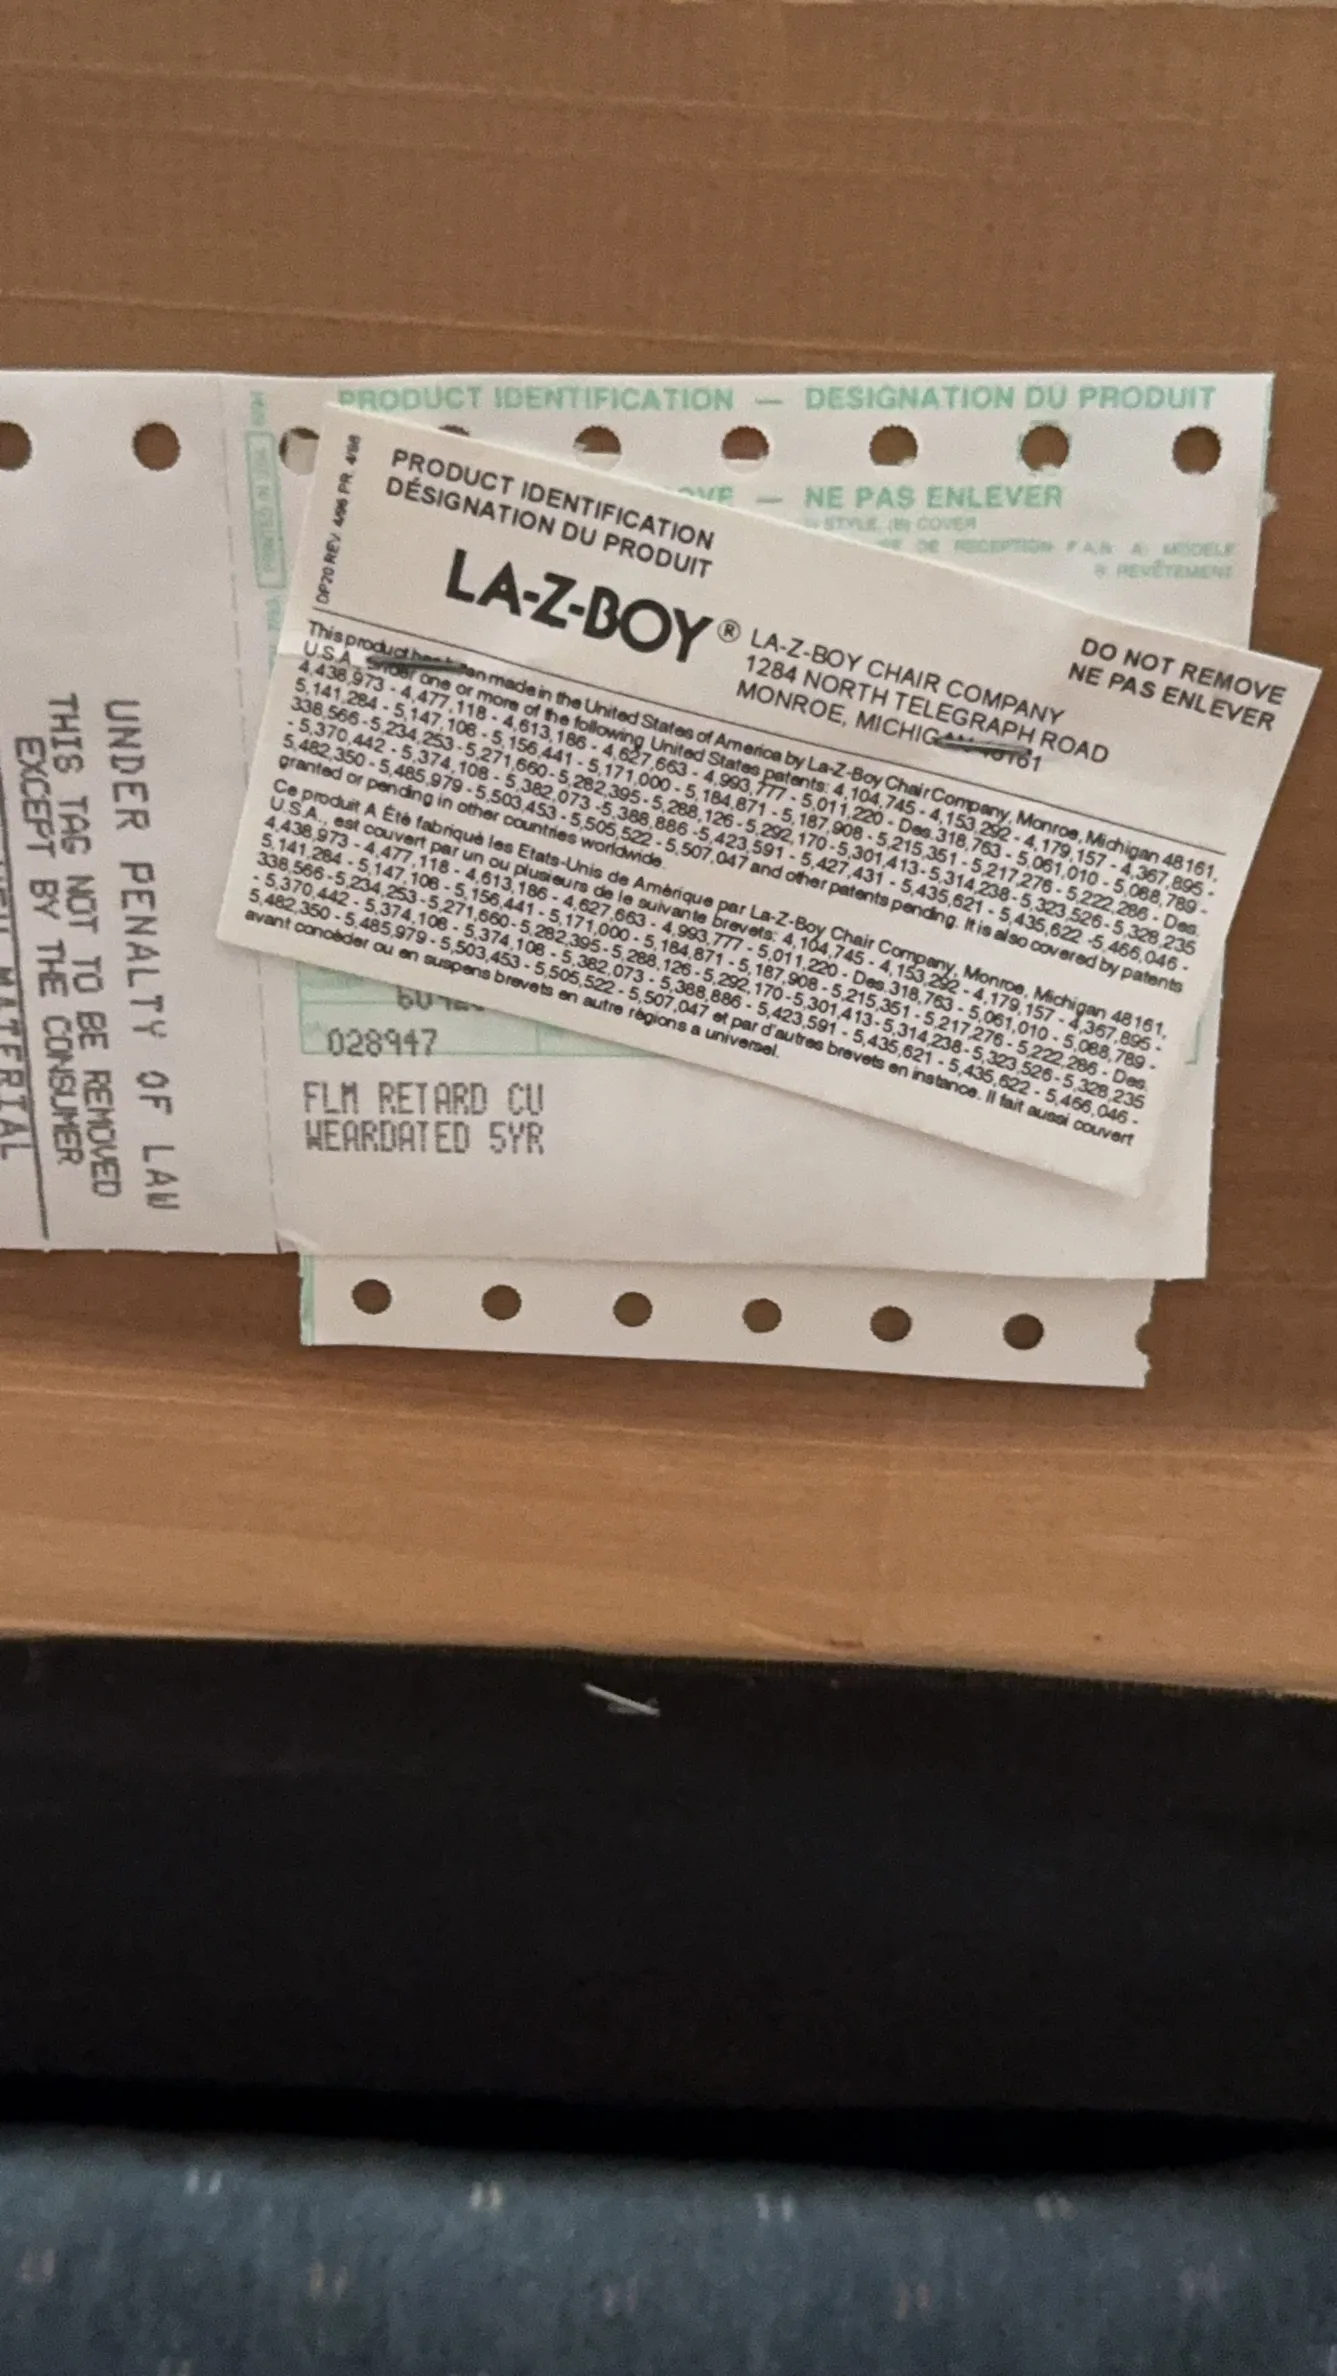 PRODUCT IDENTIFICATION — DESIGNATION DU PRODUIT
— NE PAS ENLEVER
STYLE (B) COVER
DE RECEPTION F.A.B. A) MODELE
B REVÊTEMENT
DP20 REV 4/96 PR. 4/96
PRODUCT IDENTIFICATION
DÉSIGNATION DU PRODUIT
LA-Z-BOY®
LA-Z-BOY CHAIR COMPANY
1284 NORTH TELEGRAPH ROAD
MONROE, 48161
DO NOT REMOVE
NE PAS ENLEVER
This product has been made in the United States of America by La-Z-Boy Chair Company, Monroe, Michigan 48161,
U.S.A., under one or more of the following United States patents: 4,104,745 - 4,153,292 - 4,179,157 - 4,367,895 -
4,438,973 - 4,477,118 - 4,613,186 - 4,627,663 - 4,993,777 - 5,011,220 - Des.318,763 - 5,061,010 - 5,088,789 -
5,141,284 - 5,147,108 - 5,156,441 - 5,171,000 - 5,184,871 - 5,187,908 - 5,215,351 - 5,217,276 - 5,222,286 - Des.
338,566 - 5,234,253 - 5,271,660 - 5,282,395 - 5,288,126 - 5,292,170 - 5,301,413 - 5,314,238 - 5,323,526 - 5,328,235
- 5,370,442 - 5,374,108 - 5,382,073 - 5,388,886 - 5,423,591 - 5,427,431 - 5,435,621 - 5,435,622 - 5,466,046 -
5,482,350 - 5,485,979 - 5,503,453 - 5,505,522 - 5,507,047 and other patents pending. It is also covered by patents
granted or pending in other countries worldwide.
Ce produit A Été fabriqué les Etats-Unis de Amérique par La-Z-Boy Chair Company, Monroe, Michigan 48161,
U.S.A., est couvert par un ou plusieurs de le suivante brevets: 4,104,745 - 4,153,292 - 4,179,157 - 4,367,895 -
4,438,973 - 4,477,118 - 4,613,186 - 4,627,663 - 4,993,777 - 5,011,220 - Des.318,763 - 5,061,010 - 5,088,789 -
5,141,284 - 5,147,108 - 5,156,441 - 5,171,000 - 5,184,871 - 5,187,908 - 5,215,351 - 5,217,276 - 5,222,286 - Des.
338,566 - 5,234,253 - 5,271,660 - 5,282,395 - 5,288,126 - 5,292,170 - 5,301,413 - 5,314,238 - 5,323,526 - 5,328,235
- 5,370,442 - 5,374,108 - 5,374,108 - 5,382,073 - 5,388,886 - 5,423,591 - 5,435,621 - 5,435,622 - 5,466,046 -
5,482,350 - 5,485,979 - 5,503,453 - 5,505,522 - 5,507,047 et par d'autres brevets en instance. Il fait aussi couvert
avant concéder ou en suspens brevets en autre régions a universel.
028947
FLM RETARD CU
WEARDATED 5YR
UNDER PENALTY OF LAW
THIS TAG NOT TO BE REMOVED
EXCEPT BY THE CONSUMER
MATERIAL